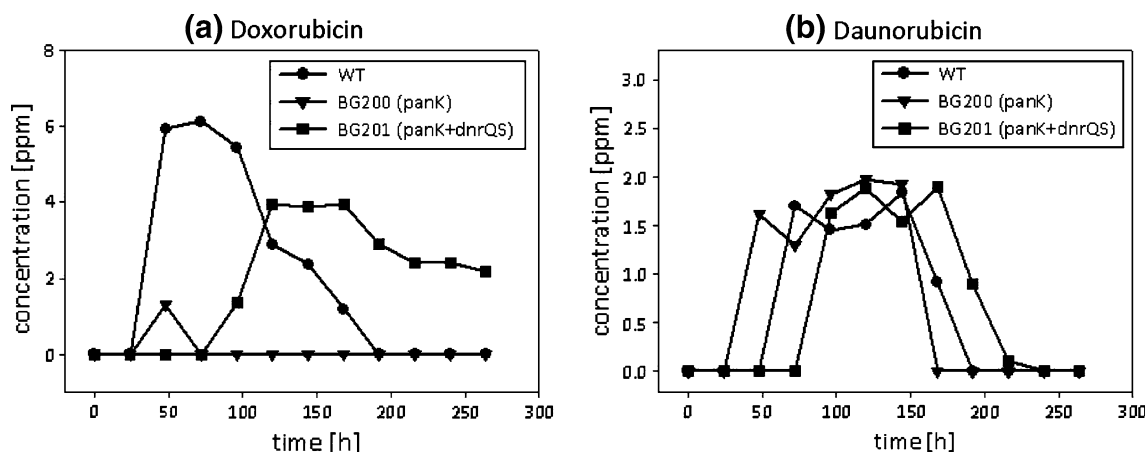 (a) Doxorubicin
8
6
4
2
0
concentration [ppm]
WT
BG200 (panK)
BG201 (panK+dnrQS)
0 50 100 150 200 250 300
time [h]
(b) Daunorubicin
3.0
2.5
2.0
1.5
1.0
0.5
0.0
concentration [ppm]
WT
BG200 (panK)
BG201 (panK+dnrQS)
0 50 100 150 200 250 300
time [h]